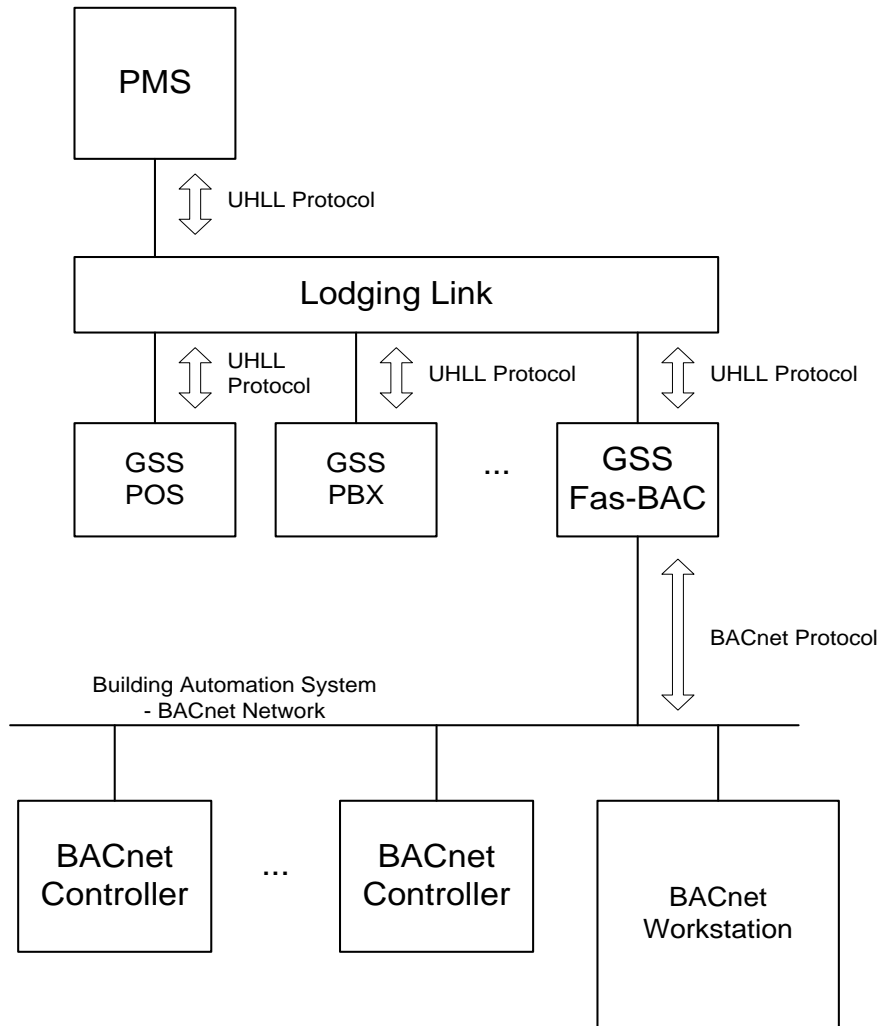 PMS
UHLL Protocol
Lodging Link
UHLL
Protocol
UHLL Protocol
UHLL Protocol
GSS
POS
GSS
PBX
...
GSS
Fas-BAC
BACnet Protocol
Building Automation System
- BACnet Network
BACnet
Controller
...
BACnet
Controller
BACnet
Workstation